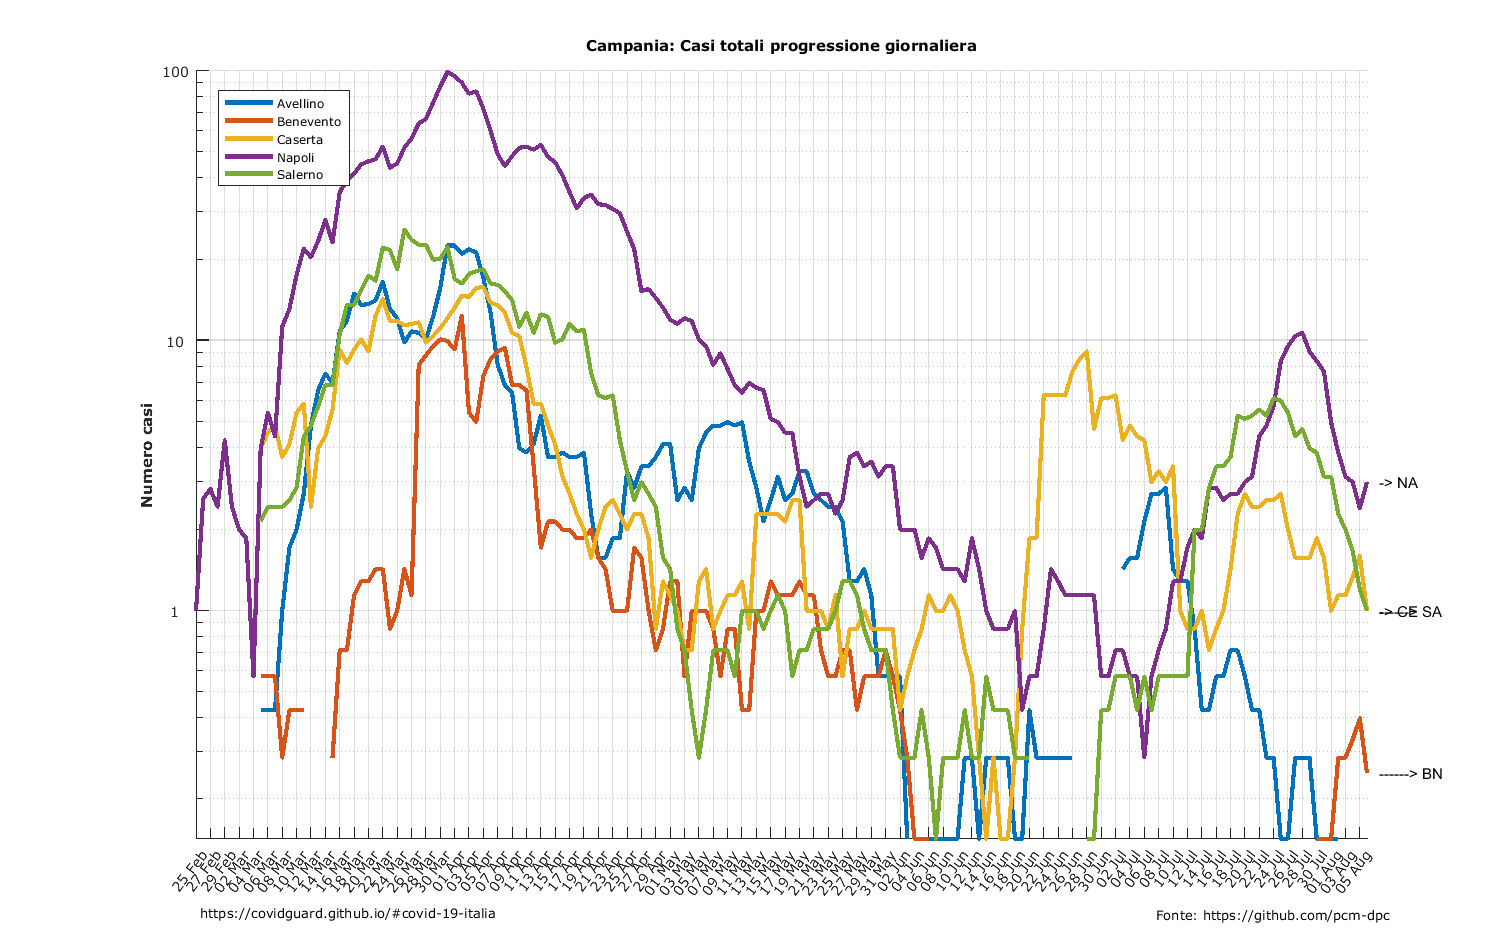 Campania: Casi totali progressione giornaliera
100
10
1
Numero casi
Avellino
Benevento
Caserta
Napoli
Salerno
-> NA
-> CE SA
------> BN
25 Feb
27 Feb
29 Feb
02 Mar
04 Mar
06 Mar
08 Mar
10 Mar
12 Mar
14 Mar
16 Mar
18 Mar
20 Mar
22 Mar
24 Mar
26 Mar
28 Mar
30 Mar
01 Apr
03 Apr
05 Apr
07 Apr
09 Apr
11 Apr
13 Apr
15 Apr
17 Apr
19 Apr
21 Apr
23 Apr
25 Apr
27 Apr
29 Apr
01 May
03 May
05 May
07 May
09 May
11 May
13 May
15 May
17 May
19 May
21 May
23 May
25 May
27 May
29 May
31 May
02 Jun
04 Jun
06 Jun
08 Jun
10 Jun
12 Jun
14 Jun
16 Jun
18 Jun
20 Jun
22 Jun
24 Jun
26 Jun
28 Jun
30 Jun
02 Jul
04 Jul
06 Jul
08 Jul
10 Jul
12 Jul
14 Jul
16 Jul
18 Jul
20 Jul
22 Jul
24 Jul
26 Jul
28 Jul
30 Jul
01 Aug
03 Aug
05 Aug
https://covidguard.github.io/#covid-19-italia
Fonte: https://github.com/pcm-dpc